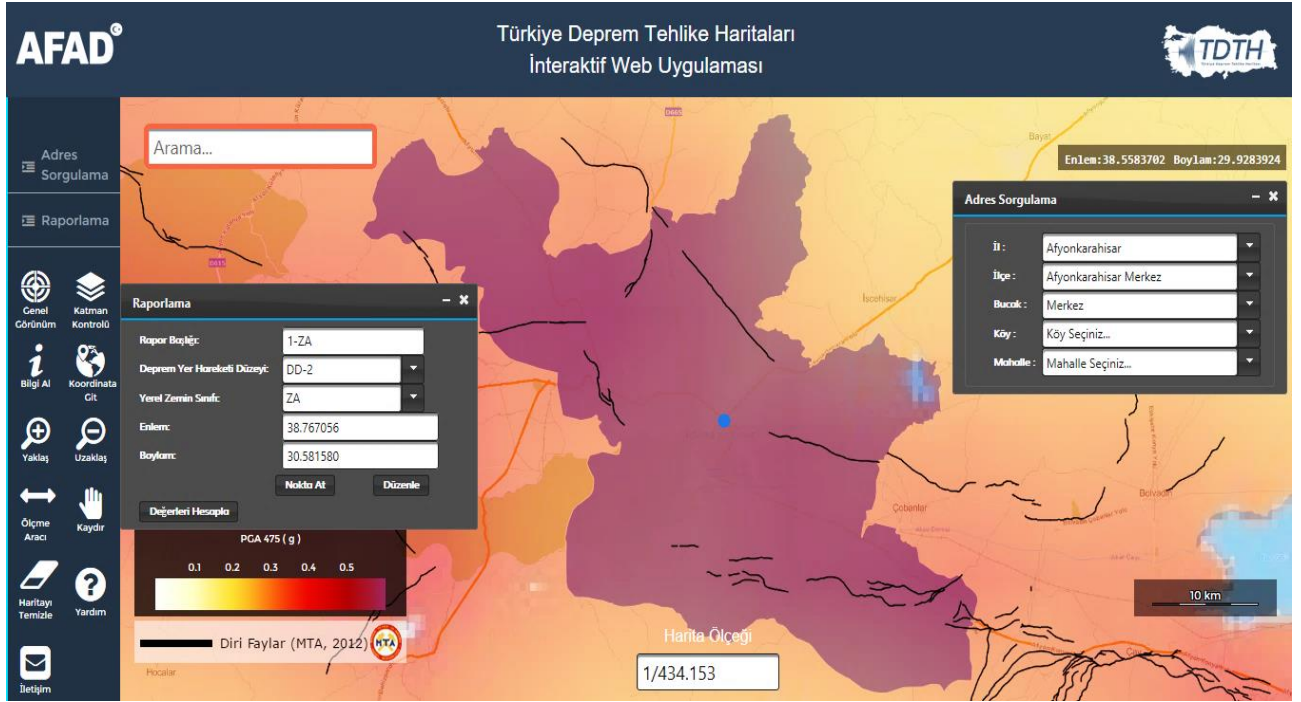 AFAD
Türkiye Deprem Tehlike Haritaları
İnteraktif Web Uygulaması
TDTH
Adres
Sorgulama
Raporlama
Genel
Görünüm
Katman
Kontrolü
Bilgi Al
Koordinata
Git
Yaklaş
Uzaklaş
Ölçme
Aracı
Kaydır
Haritayı
Temizle
Yardım
İletişim
Arama...
D665
Bayat
Enlem:38.5583702 Boylam:29.9283924
Adres Sorgulama
İl :
Afyonkarahisar
İlçe :
Afyonkarahisar Merkez
Bucak :
Merkez
Köy :
Köy Seçiniz...
Mahalle :
Mahalle Seçiniz...
İscehisar
Raporlama
Rapor Başlığı:
1-ZA
Deprem Yer Hareketi Düzeyi:
DD-2
Yerel Zemin Sınıfı:
ZA
Enlem:
38.767056
Boylam:
30.581580
Nokta At
Düzenle
Değerleri Hesapla
PGA 475 ( g )
0.1 0.2 0.3 0.4 0.5
Diri Faylar (MTA, 2012)
MTA
Hocalar
Çobanlar
Bolvadin
Çay
10 km
Harita Ölçeği
1/434.153